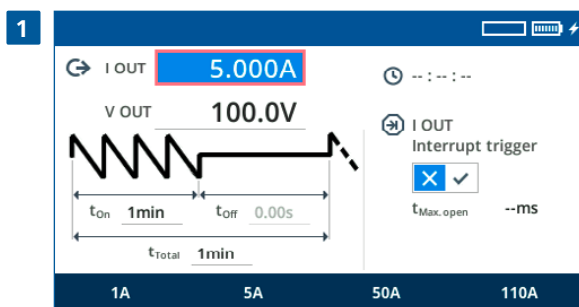 1
I OUT 5.000A
V OUT 100.0V
tOn 1min tOff 0.00s
tTotal 1min
-- : -- : --
I OUT
Interrupt trigger
tMax. open --ms
1A 5A 50A 110A